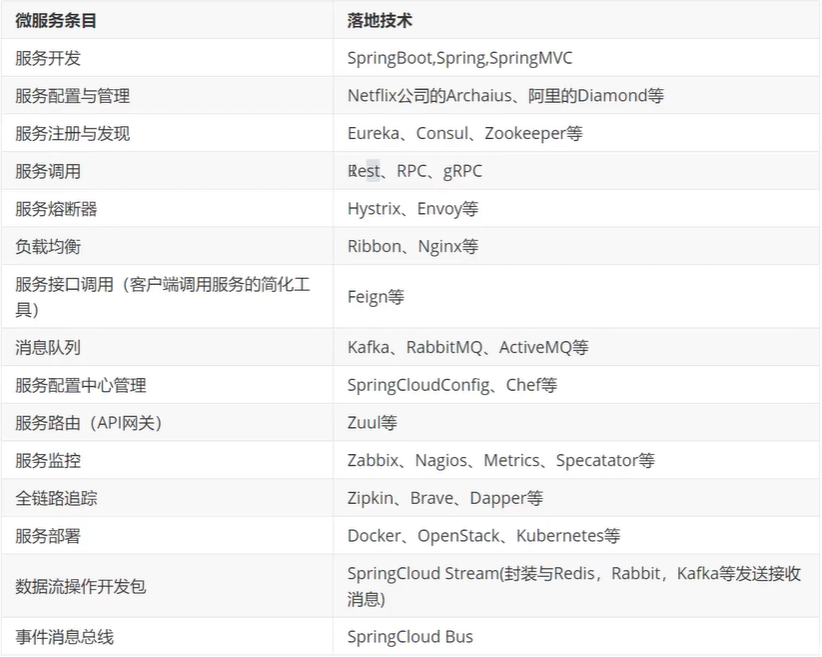 微服务条目 落地技术
服务开发 SpringBoot,Spring,SpringMVC
服务配置与管理 Netflix公司的Archaius、阿里的Diamond等
服务注册与发现 Eureka、Consul、Zookeeper等
服务调用 Rest、RPC、gRPC
服务熔断器 Hystrix、Envoy等
负载均衡 Ribbon、Nginx等
服务接口调用（客户端调用服务的简化工
具） Feign等
消息队列 Kafka、RabbitMQ、ActiveMQ等
服务配置中心管理 SpringCloudConfig、Chef等
服务路由（API网关） Zuul等
服务监控 Zabbix、Nagios、Metrics、Specatator等
全链路追踪 Zipkin、Brave、Dapper等
服务部署 Docker、OpenStack、Kubernetes等
数据流操作开发包 SpringCloud Stream(封装与Redis，Rabbit，Kafka等发送接收
消息)
事件消息总线 SpringCloud Bus